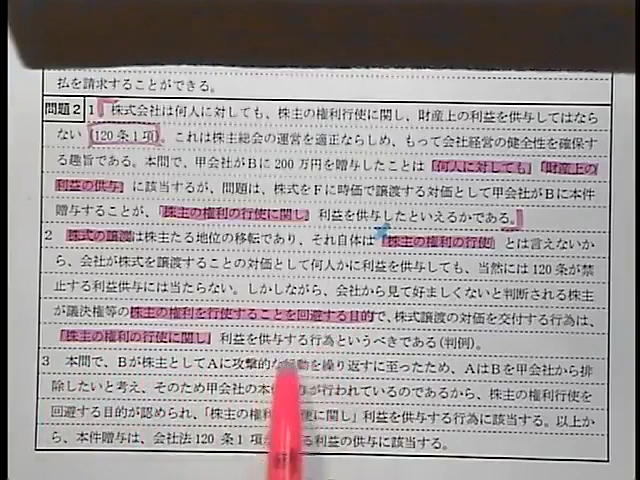 払を請求することができる。
問題2 1 「株式会社は何人に対しても、株主の権利行使に関し、財産上の利益を供与してはなら
ない(120条1項)。これは株主総会の運営を適正ならしめ、もって会社経営の健全性を確保す
る趣旨である。本問で、甲会社がBに200万円を贈与したことは「何人に対しても」「財産上の
利益の供与」に該当するが、問題は、株式をFに時価で譲渡する対価として甲会社がBに本件
贈与することが、「株主の権利の行使に関し」利益を供与したといえるかである。」
2 株式の譲渡は株主たる地位の移転であり、それ自体は「株主の権利の行使」とは言えないか
ら、会社が株式を譲渡することの対価として何人かに利益を供与しても、当然には120条が禁
止する利益供与には当たらない。しかしながら、会社から見て好ましくないと判断される株主
が議決権等の株主の権利を行使することを回避する目的で、株式譲渡の対価を交付する行為は、
「株主の権利の行使に関し」利益を供与する行為というべきである(判例)。
3 本問で、Bが株主としてAに攻撃的な動を繰り返すに至ったため、AはBを甲会社から排
除したいと考え、そのため甲会社の本が行われているのであるから、株主の権利行使を
回避する目的が認められ、「株主の権利に関し」利益を供与する行為に該当する。以上か
ら、本件贈与は、会社法120条1項る利益の供与に該当する。